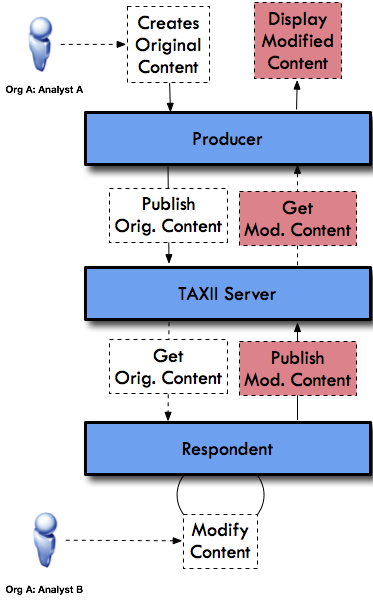 Creates
Original
Content
Display
Modified
Content
Org A: Analyst A
Producer
Publish
Orig. Content
Get
Mod. Content
TAXII Server
Get
Orig. Content
Publish
Mod. Content
Respondent
Modify
Content
Org A: Analyst B